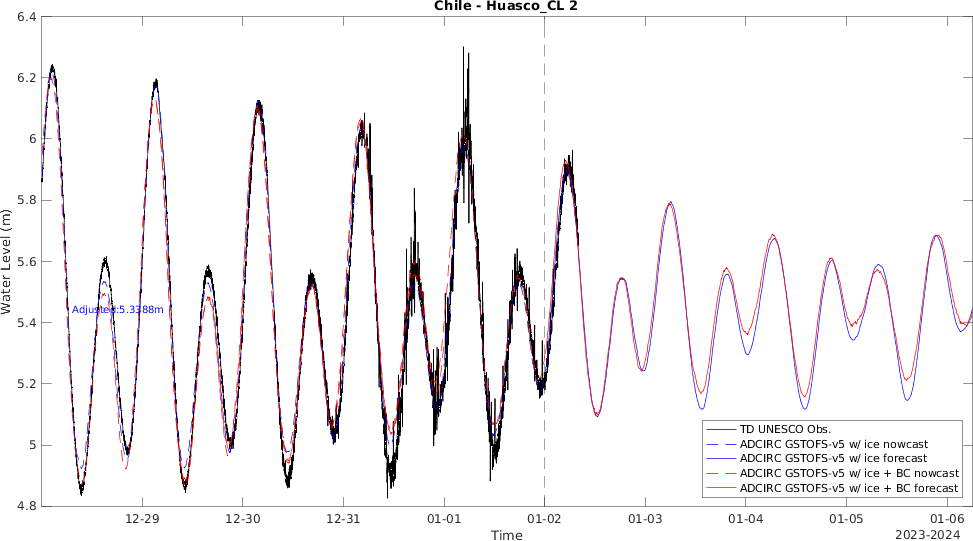 Chile - Huasco_CL 2
6.4
6.2
6
5.8
5.6
5.4
5.2
5
4.8
Water Level (m)
Adjusted:5.3388m
TD UNESCO Obs.
ADCIRC GSTOFS-v5 w/ ice nowcast
ADCIRC GSTOFS-v5 w/ ice forecast
ADCIRC GSTOFS-v5 w/ ice + BC nowcast
ADCIRC GSTOFS-v5 w/ ice + BC forecast
12-29 12-30 12-31 01-01 01-02 01-03 01-04 01-05 01-06
Time
2023-2024